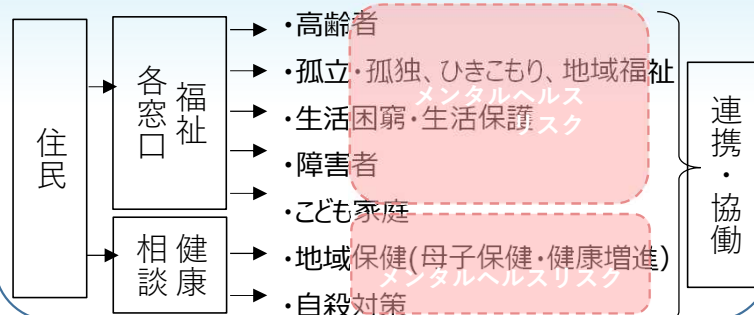 住民
福祉
各窓口
健康
相談
・高齢者
・孤立・孤独、ひきこもり、地域福祉
・生活困窮・生活保護
・障害者
・こども家庭
・地域保健(母子保健・健康増進)
・自殺対策
メンタルヘルス
リスク
メンタルヘルスリスク
連携・協働